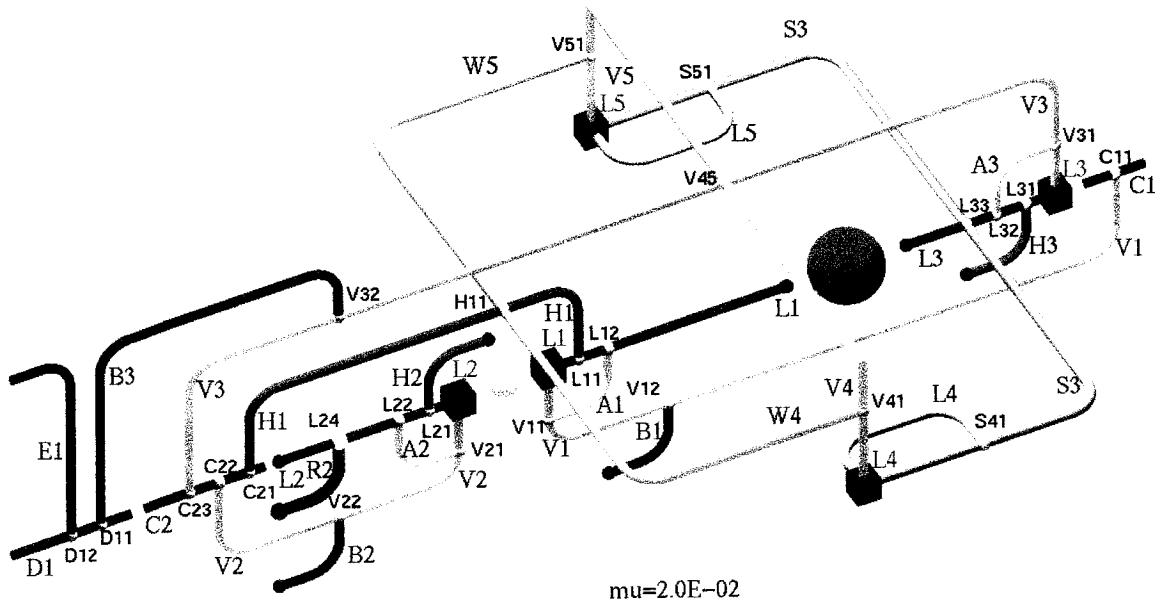 V51
S3
W5
V5
S51
L5
L5
V3
V31
A3
L3
C11
V45
L33
L31
C1
L32
H3
L3
V1
V32
H11
H1
L1
L12
L1
B3
L11
H2
L2
V3
A1
V12
V4
L4
S3
H1
L24
L22
V11
W4
V41
S41
E1
L21
V1
B1
A2
V21
L4
C22
L2
R2
V2
C21
C23
V22
C2
D11
D12
D1
V2
B2
mu=2.0E−02